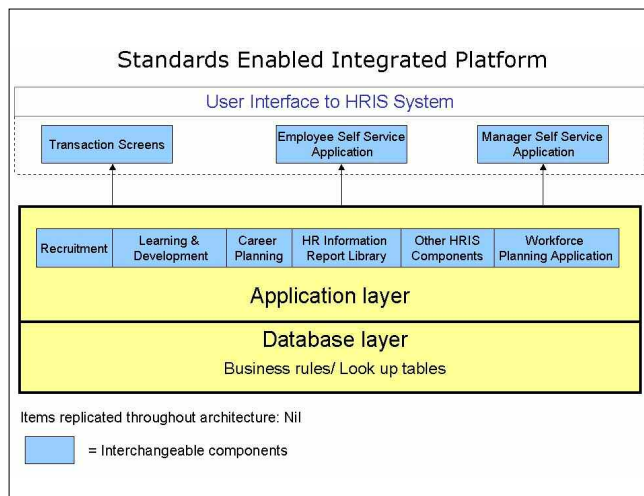 Standards Enabled Integrated Platform
User Interface to HRIS System
Transaction Screens
Employee Self Service
Application
Manager Self Service
Application
Recruitment
Learning &
Development
Career
Planning
HR Information
Report Library
Other HRIS
Components
Workforce
Planning Application
Application layer
Database layer
Business rules/ Look up tables
Items replicated throughout architecture: Nil
= Interchangeable components